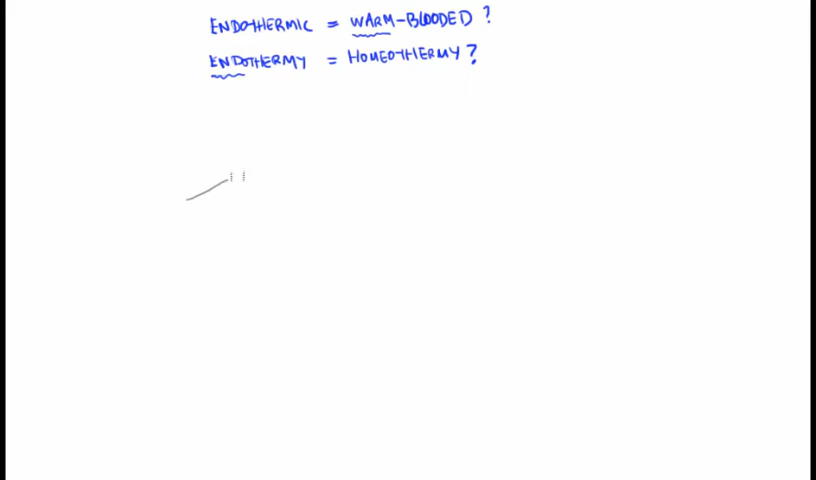 ENDOTHERMIC = WARM-BLOODED ?
ENDOTHERMY = HOMEOTHERMY ?